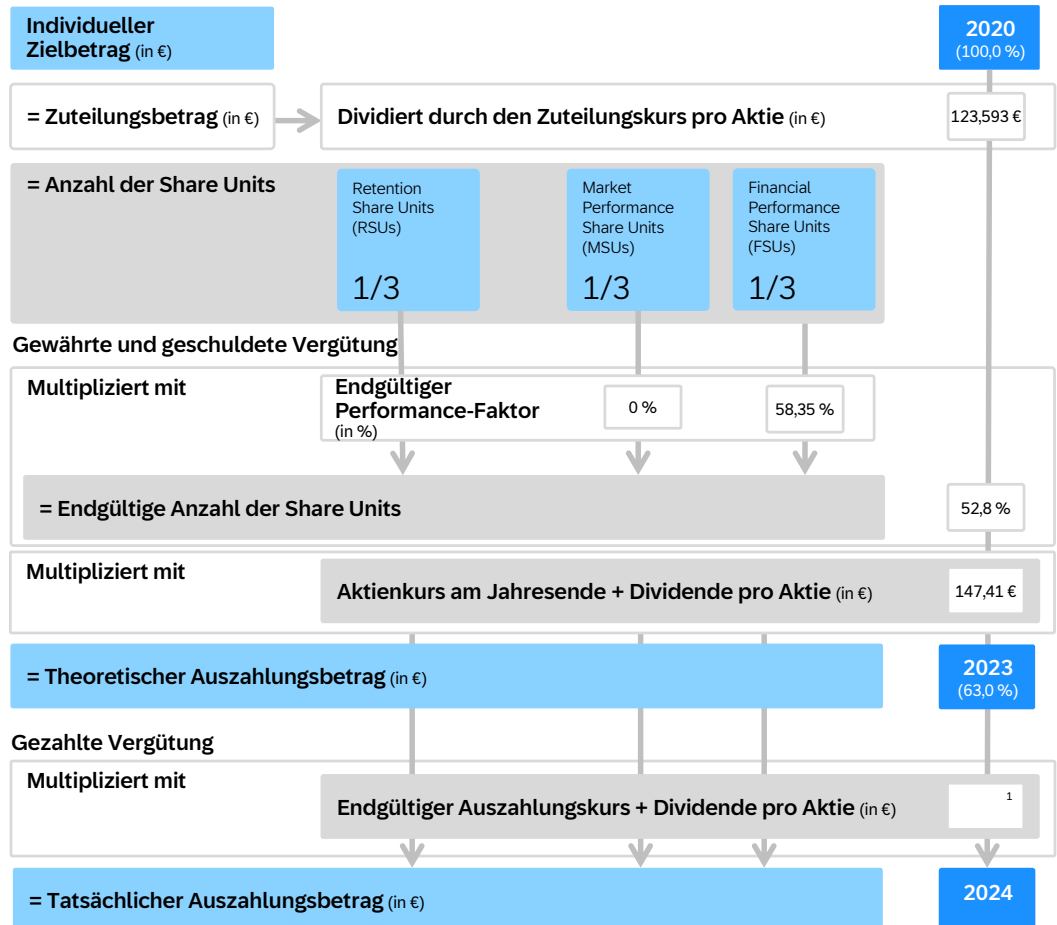 Individueller
Zielbetrag (in €)
2020
(100,0 %)
= Zuteilungsbetrag (in €)
Dividiert durch den Zuteilungskurs pro Aktie (in €)
123,593 €
= Anzahl der Share Units
Retention
Share Units
(RSUs)
1/3
Market
Performance
Share Units
(MSUs)
1/3
Financial
Performance
Share Units
(FSUs)
1/3
Gewährte und geschuldete Vergütung
Multipliziert mit
Endgültiger
Performance-Faktor
(in %)
0 %
58,35 %
= Endgültige Anzahl der Share Units
52,8 %
Multipliziert mit
Aktienkurs am Jahresende + Dividende pro Aktie (in €)
147,41 €
= Theoretischer Auszahlungsbetrag (in €)
2023
(63,0 %)
Gezahlte Vergütung
Multipliziert mit
Endgültiger Auszahlungskurs + Dividende pro Aktie (in €)
1
= Tatsächlicher Auszahlungsbetrag (in €)
2024